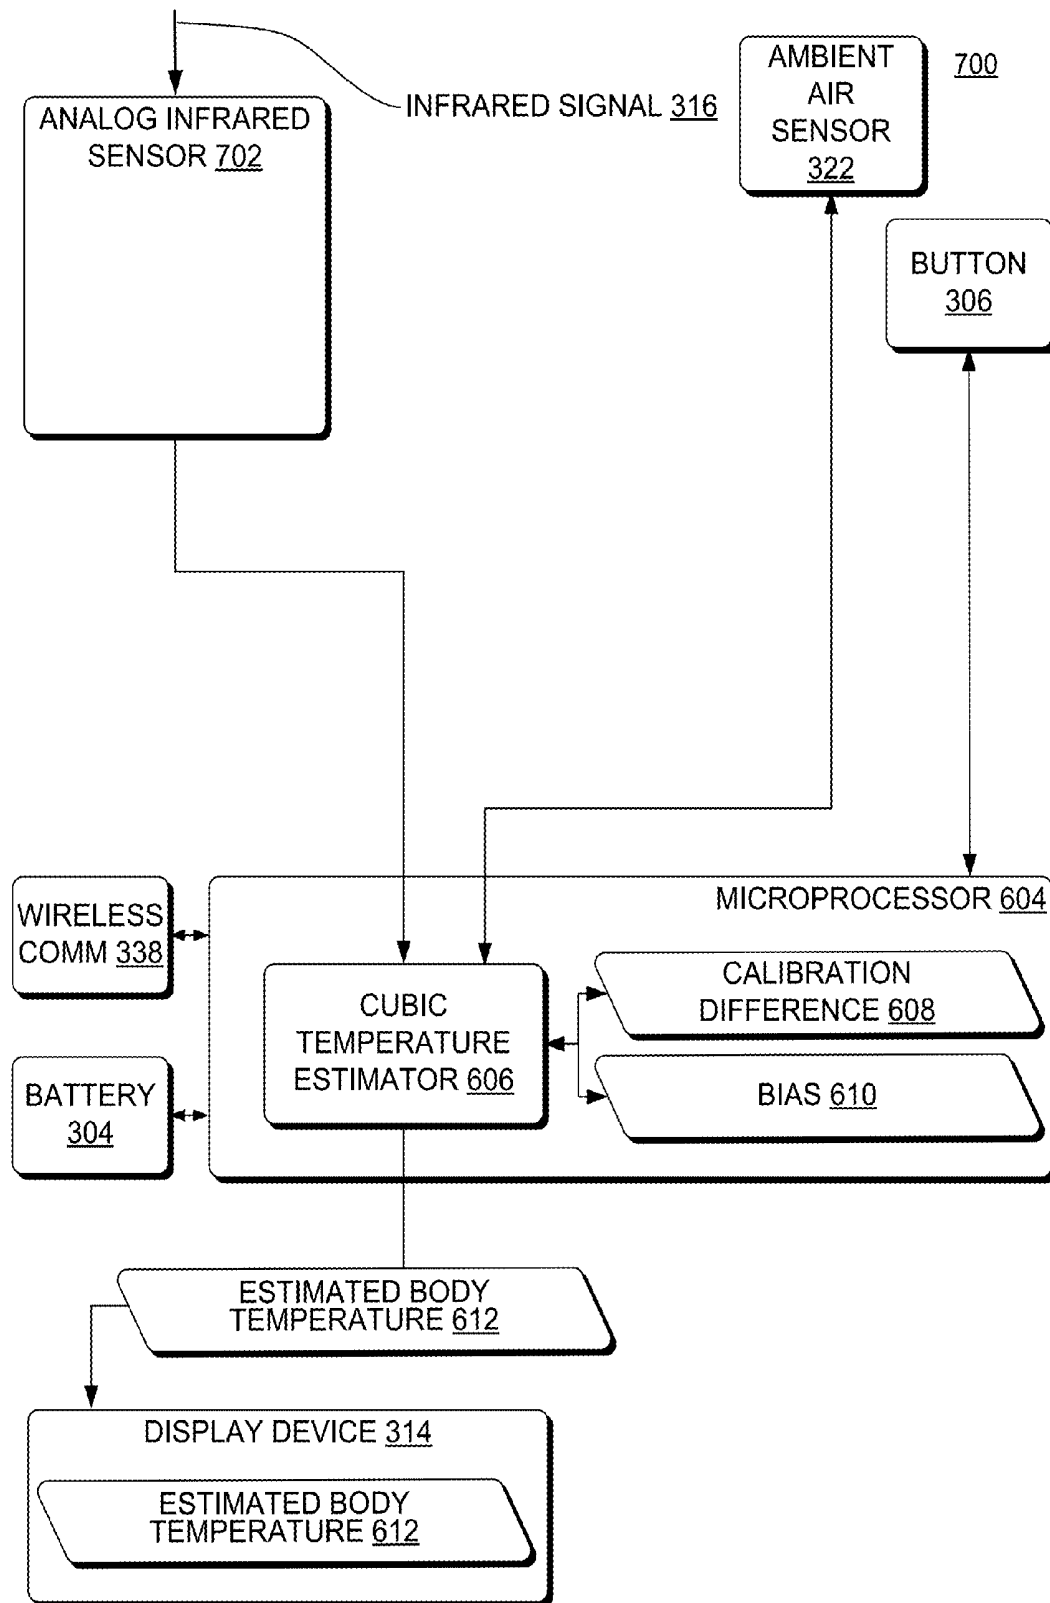 ANALOG INFRARED
SENSOR 702
INFRARED SIGNAL 316
AMBIENT
AIR
SENSOR
322
700
BUTTON
306
MICROPROCESSOR 604
WIRELESS
COMM 338
CUBIC
TEMPERATURE
ESTIMATOR 606
CALIBRATION
DIFFERENCE 608
BIAS 610
BATTERY
304
ESTIMATED BODY
TEMPERATURE 612
DISPLAY DEVICE 314
ESTIMATED BODY
TEMPERATURE 612